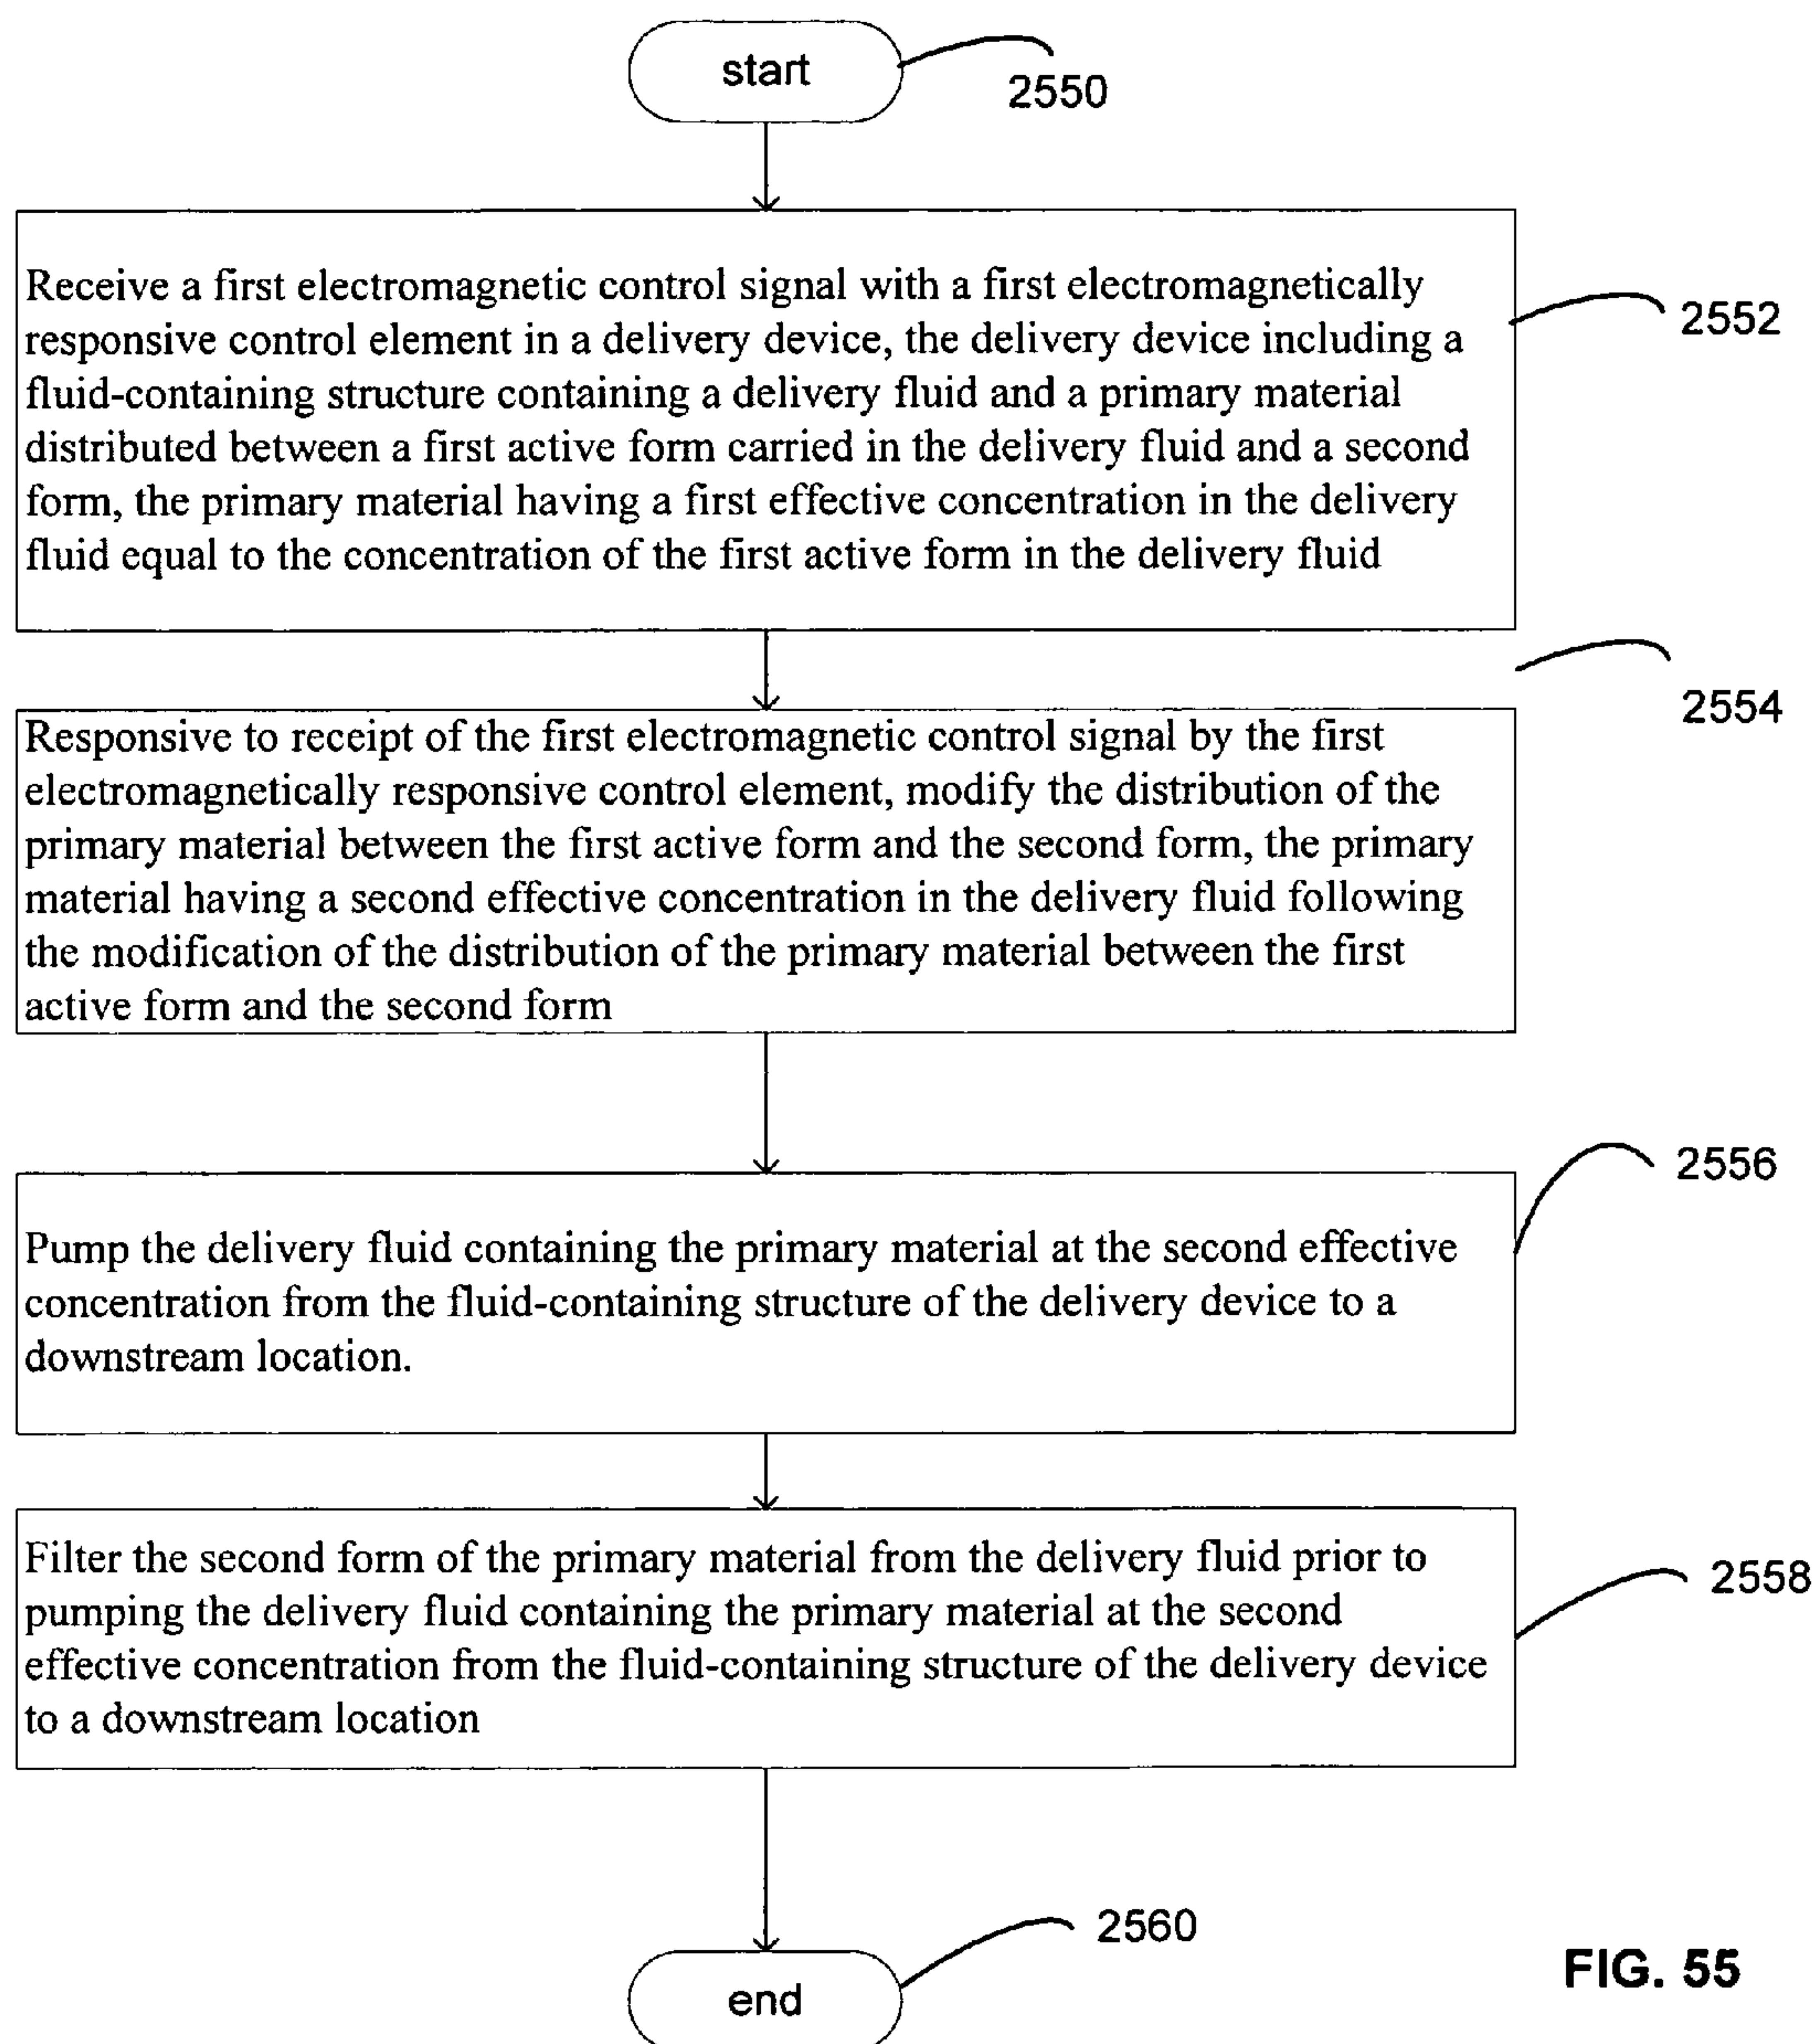 start
2550
Receive a first electromagnetic control signal with a first electromagnetically
responsive control element in a delivery device, the delivery device including a
fluid-containing structure containing a delivery fluid and a primary material
distributed between a first active form carried in the delivery fluid and a second
form, the primary material having a first effective concentration in the delivery
fluid equal to the concentration of the first active form in the delivery fluid
2552
2554
Responsive to receipt of the first electromagnetic control signal by the first
electromagnetically responsive control element, modify the distribution of the
primary material between the first active form and the second form, the primary
material having a second effective concentration in the delivery fluid following
the modification of the distribution of the primary material between the first
active form and the second form
2556
Pump the delivery fluid containing the primary material at the second effective
concentration from the fluid-containing structure of the delivery device to a
downstream location.
Filter the second form of the primary material from the delivery fluid prior to
pumping the delivery fluid containing the primary material at the second
effective concentration from the fluid-containing structure of the delivery device
to a downstream location
2558
2560
end
FIG. 55